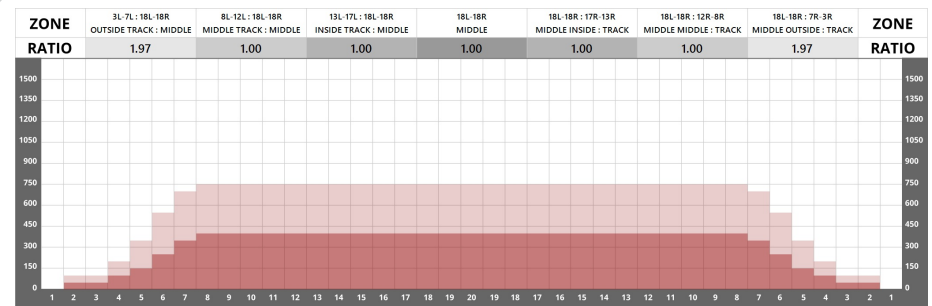 ZONE
3L-7L : 18L-18R
OUTSIDE TRACK : MIDDLE
8L-12L : 18L-18R
MIDDLE TRACK : MIDDLE
13L-17L : 18L-18R
INSIDE TRACK : MIDDLE
18L-18R
MIDDLE
18L-18R : 17R-13R
MIDDLE INSIDE : TRACK
18L-18R : 12R-8R
MIDDLE MIDDLE : TRACK
18L-18R : 7R-3R
MIDDLE OUTSIDE : TRACK
ZONE
RATIO 1.97 1.00 1.00 1.00 1.00 1.00 1.97 RATIO
1500 1500
1350 1350
1200 1200
1050 1050
900 900
750 750
600 600
450 450
300 300
150 150
0 0
1 2 3 4 5 6 7 8 9 10 11 12 13 14 15 16 17 18 19 20 19 18 17 16 15 14 13 12 11 10 9 8 7 6 5 4 3 2 1